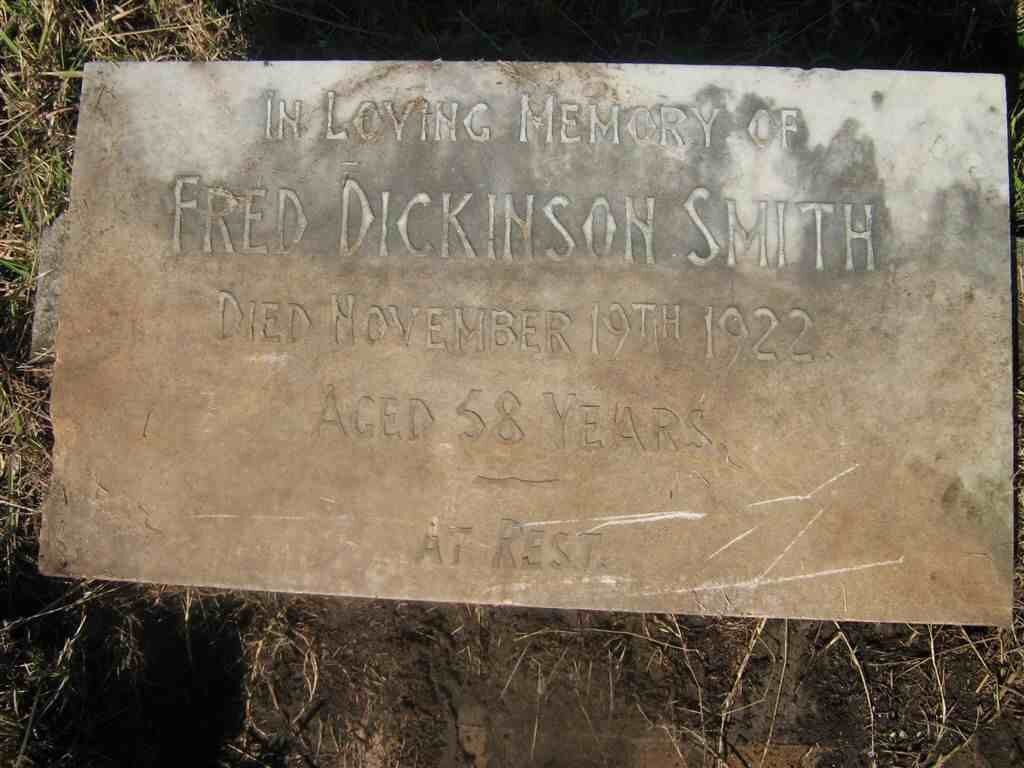 In Loving Memory of
Fred Dickinson Smith
Died November 19th 1922.
Aged 58 Years.
At Rest.